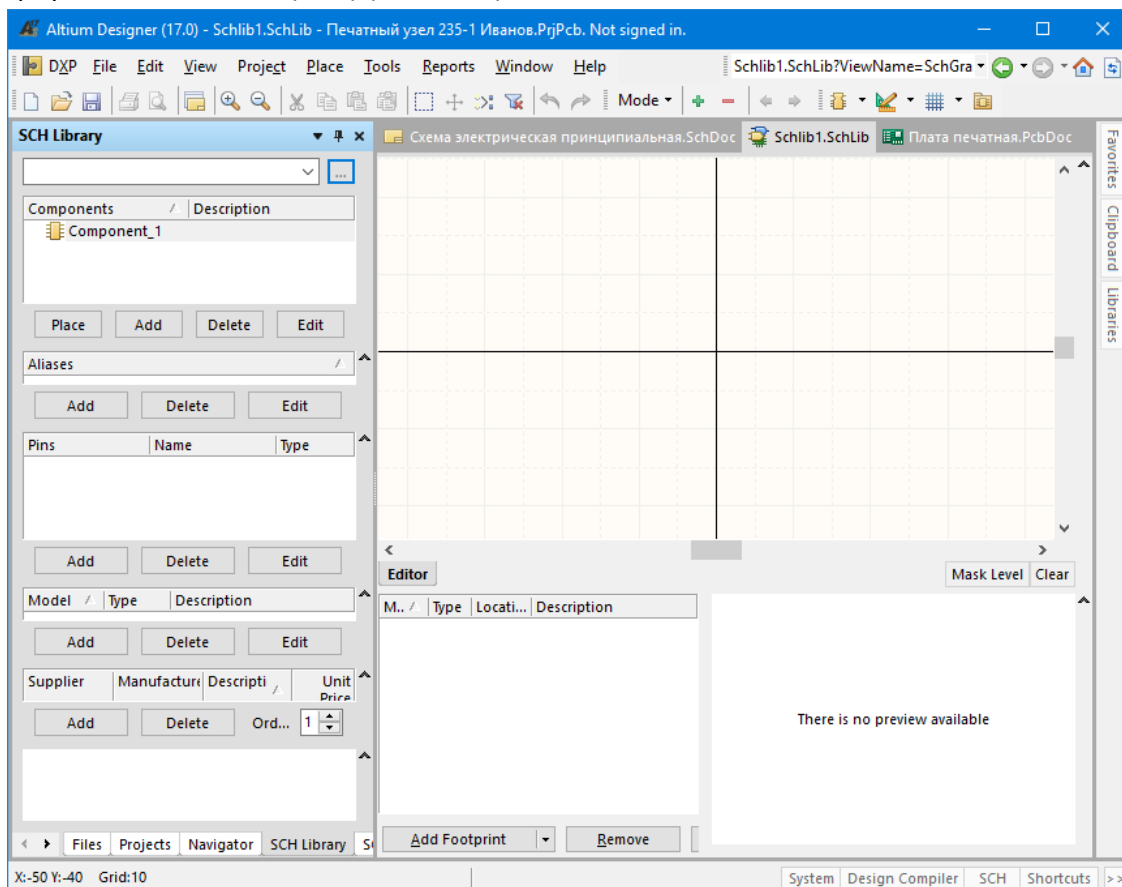 Altium Designer (17.0) - Schlib1.SchLib - Печатный узел 235-1 Иванов.PrjPcb. Not signed in.
DXP File Edit View Project Place Tools Reports Window Help Schlib1.SchLib?ViewName=SchGra
Mode
SCH Library
Схема электрическая принципиальная.SchDoc Schlib1.SchLib Плата печатная.PcbDoc
Favorites
Clipboard
Libraries
...
Components Description
Component_1
Place Add Delete Edit
Aliases
Add Delete Edit
Pins Name Type
Add Delete Edit
Editor Mask Level Clear
Model Type Description
M.. Type Locati... Description
Add Delete Edit
Supplier Manufacture Descripti Unit
Price
Add Delete Ord... 1
There is no preview available
Add Footprint Remove
Files Projects Navigator SCH Library
X:-50 Y:-40 Grid:10 System Design Compiler SCH Shortcuts >>